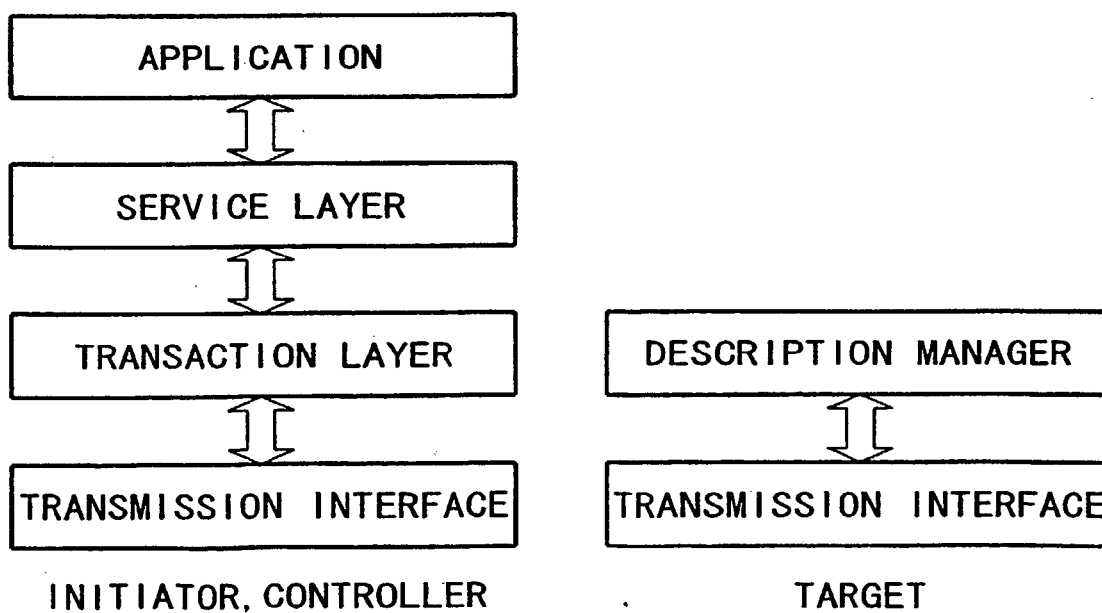 APPLICATION
SERVICE LAYER
TRANSACTION LAYER
TRANSMISSION INTERFACE
INITIATOR, CONTROLLER
DESCRIPTION MANAGER
TRANSMISSION INTERFACE
TARGET